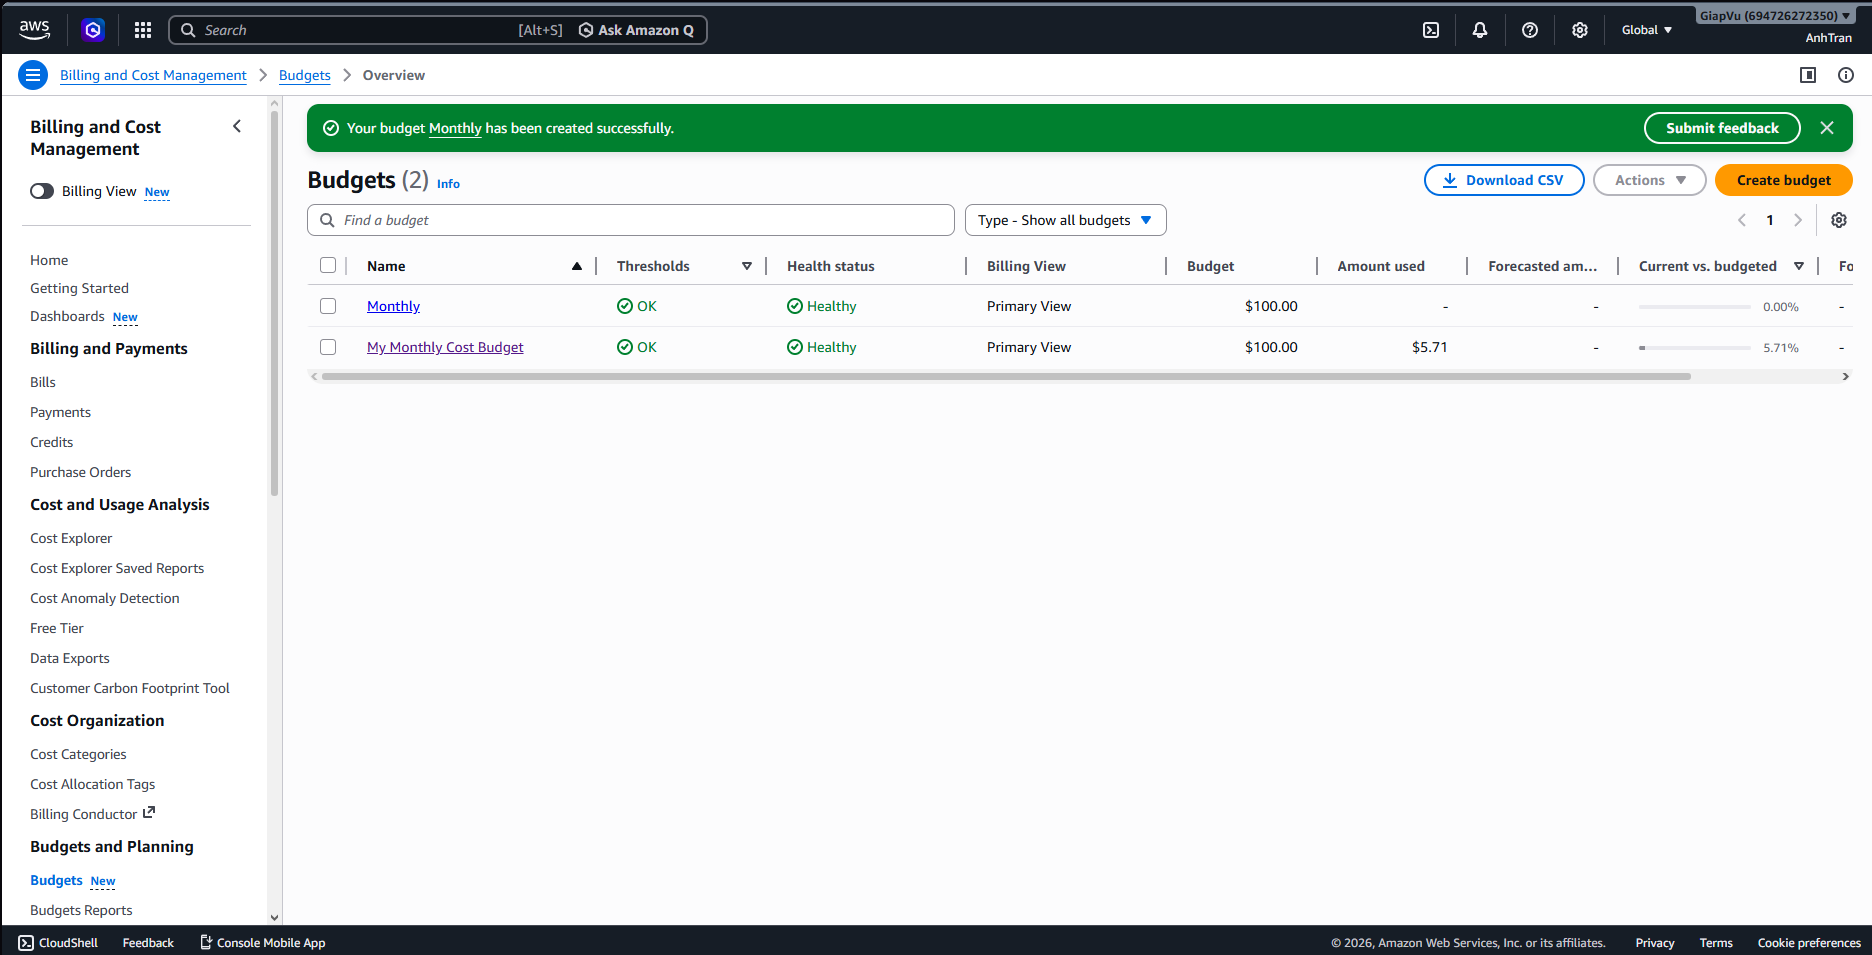 aws
Search [Alt+S] Ask Amazon Q
Global
GiapVu (694726272350)
AnhTran
Billing and Cost Management > Budgets > Overview
Billing and Cost Management
Billing View New
Home
Getting Started
Dashboards New
Billing and Payments
Bills
Payments
Credits
Purchase Orders
Cost and Usage Analysis
Cost Explorer
Cost Explorer Saved Reports
Cost Anomaly Detection
Free Tier
Data Exports
Customer Carbon Footprint Tool
Cost Organization
Cost Categories
Cost Allocation Tags
Billing Conductor
Budgets and Planning
Budgets New
Budgets Reports
Your budget Monthly has been created successfully.
Submit feedback
Budgets (2) Info
Download CSV
Actions
Create budget
Find a budget
Type - Show all budgets
1
Name Thresholds Health status Billing View Budget Amount used Forecasted am... Current vs. budgeted Fo
Monthly OK Healthy Primary View $100.00 - - 0.00% -
My Monthly Cost Budget OK Healthy Primary View $100.00 $5.71 - 5.71% -
CloudShell Feedback Console Mobile App
© 2026, Amazon Web Services, Inc. or its affiliates. Privacy Terms Cookie preferences